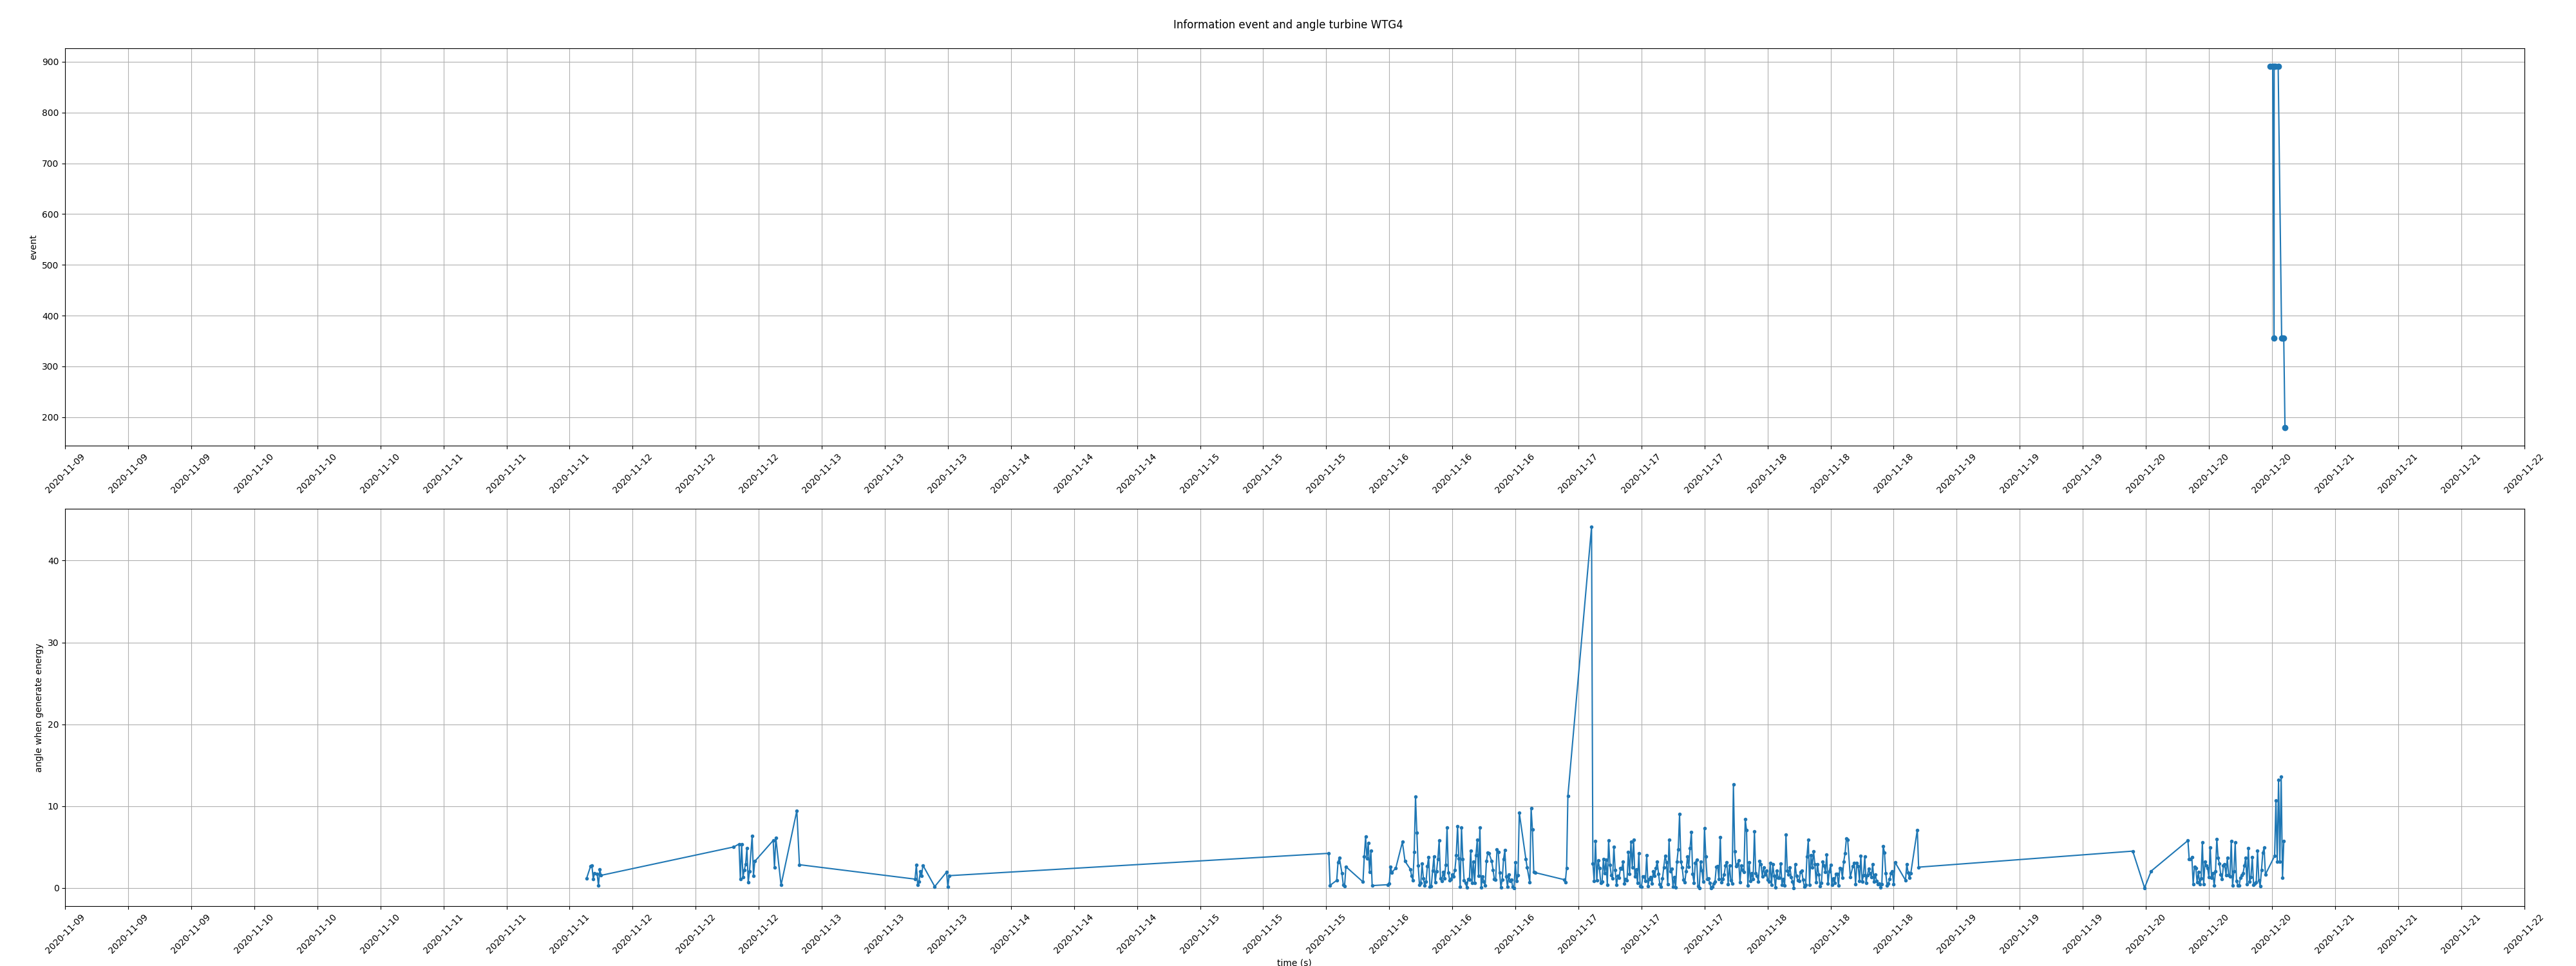 Information event and angle turbine WTG4
900
800
700
600
500
400
300
200
event
2020-11-09 2020-11-09 2020-11-09 2020-11-10 2020-11-10 2020-11-10 2020-11-11 2020-11-11 2020-11-11 2020-11-12 2020-11-12 2020-11-12 2020-11-13 2020-11-13 2020-11-13 2020-11-14 2020-11-14 2020-11-14 2020-11-15 2020-11-15 2020-11-15 2020-11-16 2020-11-16 2020-11-16 2020-11-17 2020-11-17 2020-11-17 2020-11-18 2020-11-18 2020-11-18 2020-11-19 2020-11-19 2020-11-19 2020-11-20 2020-11-20 2020-11-20 2020-11-21 2020-11-21 2020-11-21 2020-11-22
40
30
20
10
0
angle when generate energy
2020-11-09 2020-11-09 2020-11-09 2020-11-10 2020-11-10 2020-11-10 2020-11-11 2020-11-11 2020-11-11 2020-11-12 2020-11-12 2020-11-12 2020-11-13 2020-11-13 2020-11-13 2020-11-14 2020-11-14 2020-11-14 2020-11-15 2020-11-15 2020-11-15 2020-11-16 2020-11-16 2020-11-16 2020-11-17 2020-11-17 2020-11-17 2020-11-18 2020-11-18 2020-11-18 2020-11-19 2020-11-19 2020-11-19 2020-11-20 2020-11-20 2020-11-20 2020-11-21 2020-11-21 2020-11-21 2020-11-22
time (s)